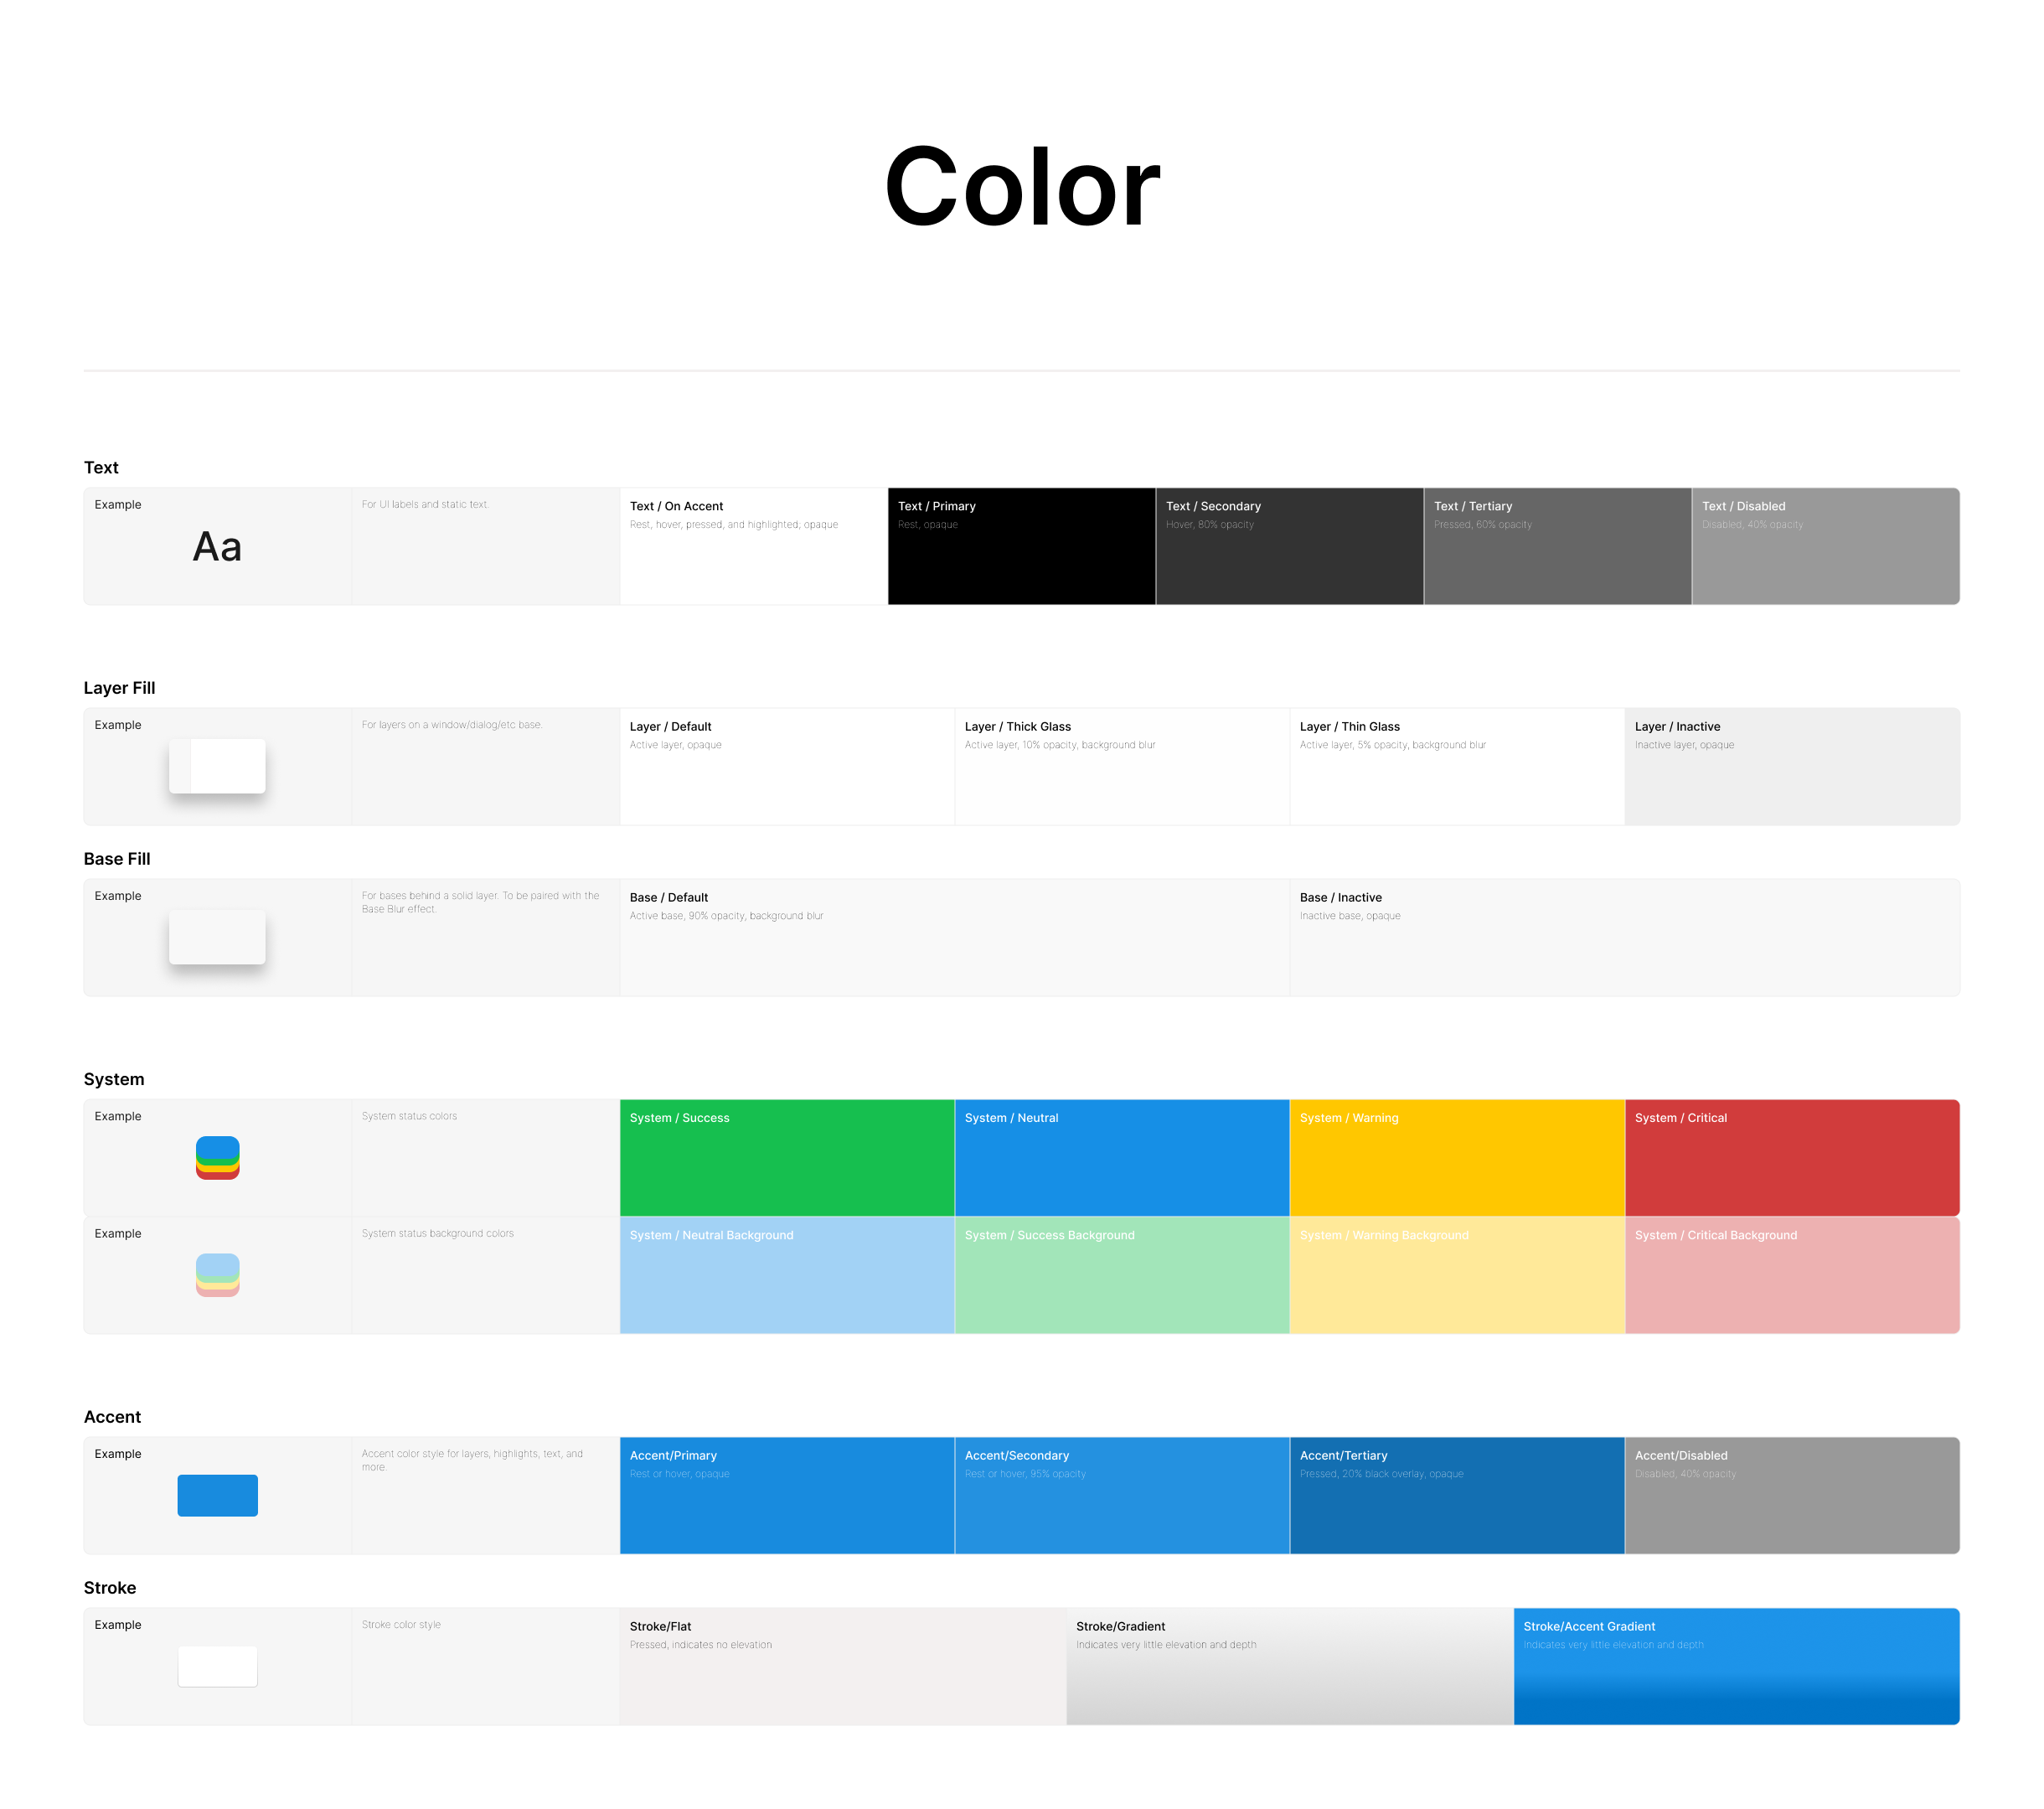 Color
Text
Example
Aa
For UI labels and static text.
Text / On Accent
Rest, hover, pressed, and highlighted; opaque
Text / Primary
Rest, opaque
Text / Secondary
Hover, 80% opacity
Text / Tertiary
Pressed, 60% opacity
Text / Disabled
Disabled, 40% opacity
Layer Fill
Example
For layers on a window/dialog/etc base.
Layer / Default
Active layer, opaque
Layer / Thick Glass
Active layer, 10% opacity, background blur
Layer / Thin Glass
Active layer, 5% opacity, background blur
Layer / Inactive
Inactive layer, opaque
Base Fill
Example
For bases behind a solid layer. To be paired with the
Base Blur effect.
Base / Default
Active base, 90% opacity, background blur
Base / Inactive
Inactive base, opaque
System
Example
System status colors
System / Success
System / Neutral
System / Warning
System / Critical
Example
System status background colors
System / Neutral Background
System / Success Background
System / Warning Background
System / Critical Background
Accent
Example
Accent color style for layers, highlights, text, and
more.
Accent/Primary
Rest or hover, opaque
Accent/Secondary
Rest or hover, 95% opacity
Accent/Tertiary
Pressed, 20% black overlay, opaque
Accent/Disabled
Disabled, 40% opacity
Stroke
Example
Stroke color style
Stroke/Flat
Pressed, indicates no elevation
Stroke/Gradient
Indicates very little elevation and depth
Stroke/Accent Gradient
Indicates very little elevation and depth